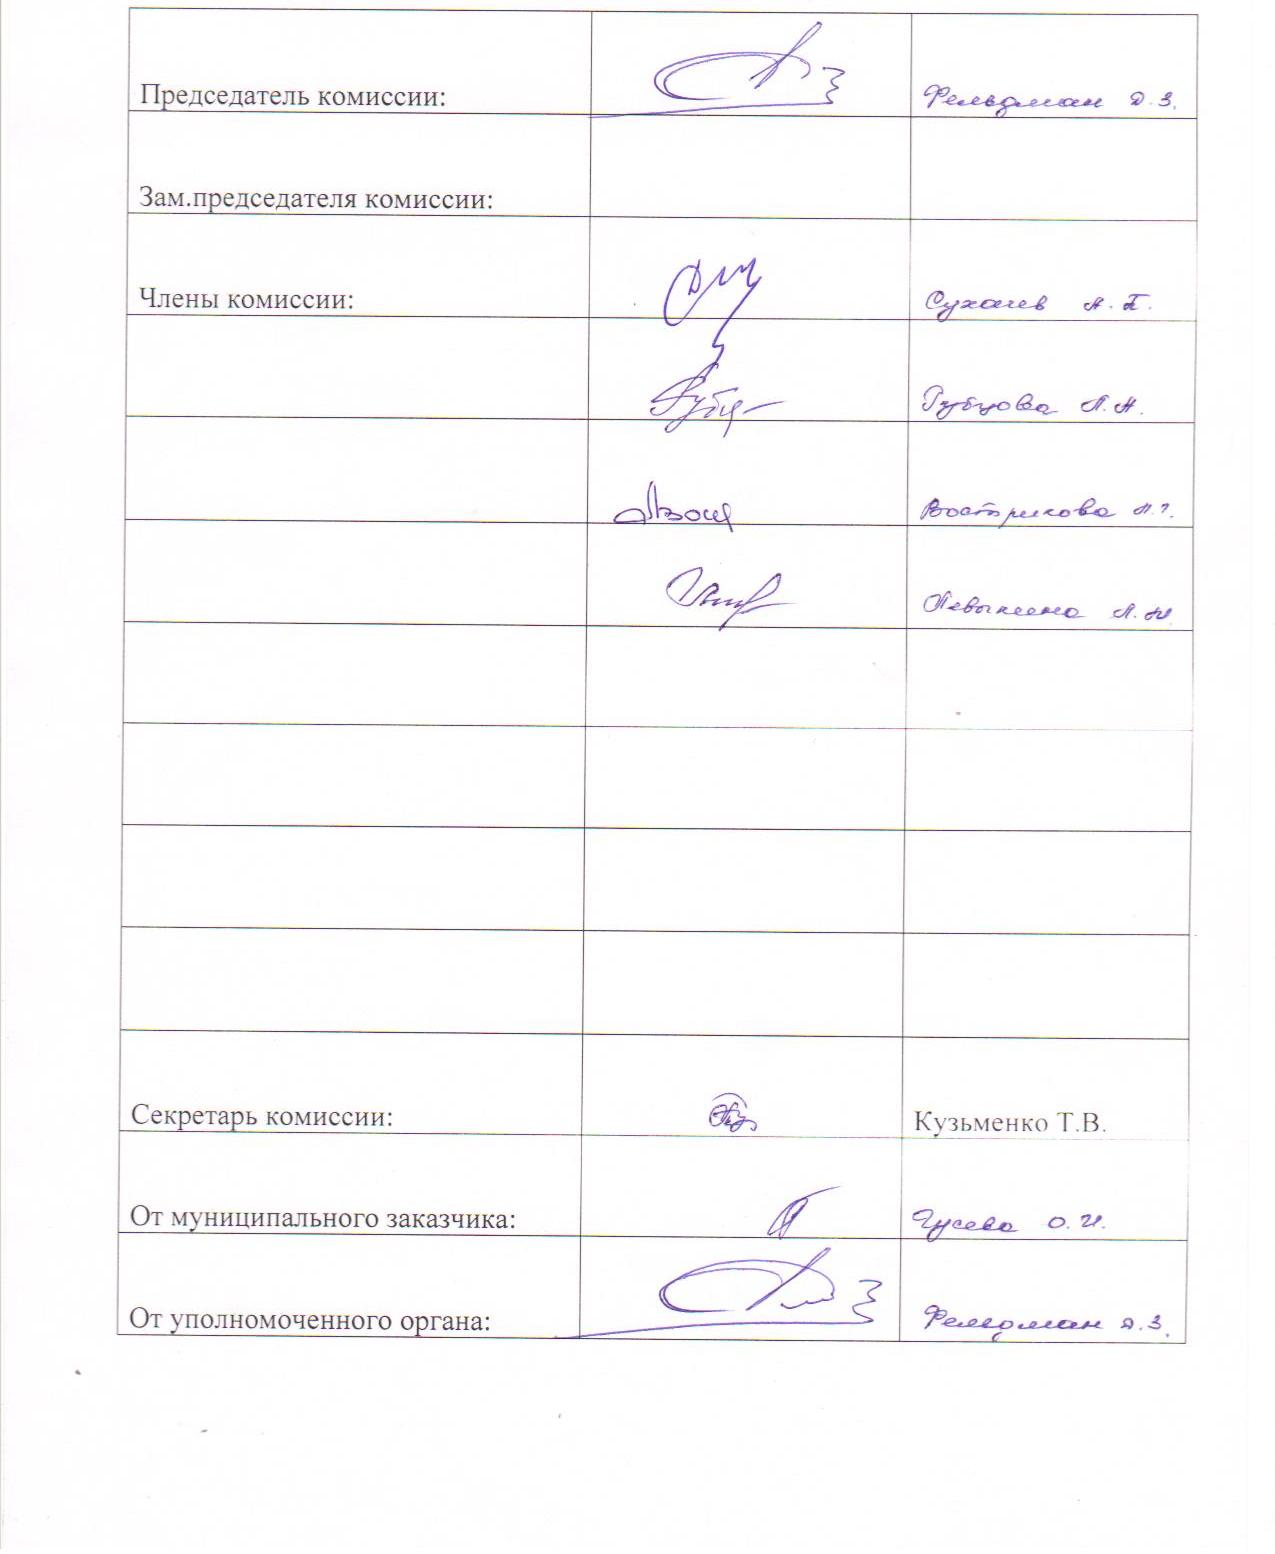 Председатель комиссии: Фельдман Д.З.
Зам.председателя комиссии:
Члены комиссии: Сухачев А.П.
Рубцова Л.Н.
Вострикова Л.Г.
Секретарь комиссии: Кузьменко Т.В.
От муниципального заказчика: Гусева О.И.
От уполномоченного органа: Фельдман Д.З.